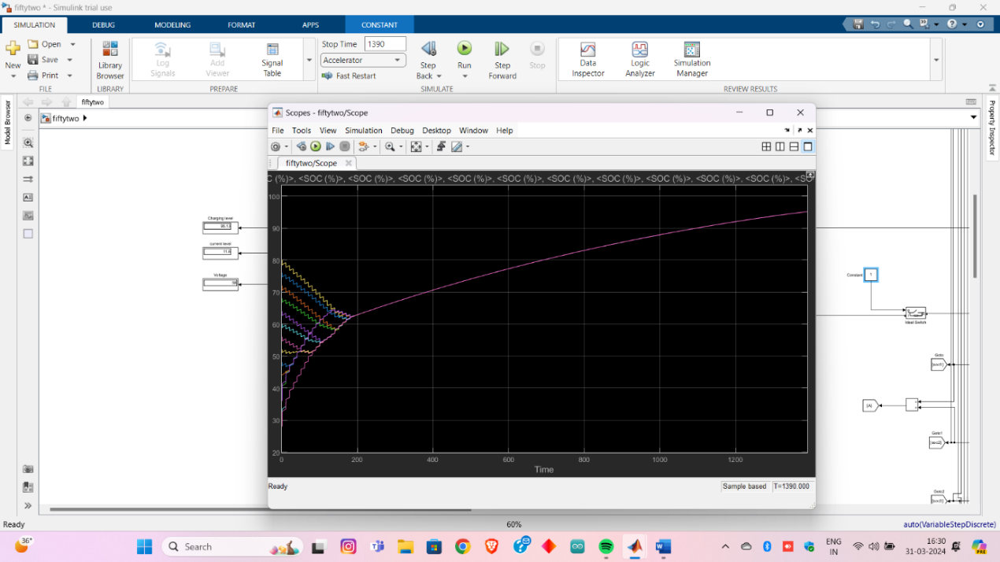 fiftytwo * - Simulink trial use
SIMULATION DEBUG MODELING FORMAT APPS CONSTANT
New
Open
Save
Print
FILE
Library Browser
LIBRARY
Log Signals
Add Viewer
Signal Table
PREPARE
Stop Time 1390
Accelerator
Fast Restart
Step Back
Run
Step Forward
Stop
SIMULATE
Data Inspector
Logic Analyzer
Simulation Manager
REVIEW RESULTS
Model Browser
fiftytwo
fiftytwo
Property Inspector
Scopes - fiftytwo/Scope
File Tools View Simulation Debug Desktop Window Help
fiftytwo/Scope
C (%)>, <SOC (%)>, <SOC (%)>, <SOC (%)>, <SOC (%)>, <SOC (%)>, <SOC (%)>, <SOC (%)>, <SOC (%)>, <SOC (%)>, <SO
100
90
80
70
60
50
40
30
20
0 200 400 600 800 1000 1200
Time
Ready
Sample based T=1390.000
Charging level
95.13
current level
11.6
Voltage
Constant
1
Ideal Switch
Goto
[soc1]
[A]
Goto1
[soc2]
Goto2
Ready
60%
auto(VariableStepDiscrete)
36°
Search
ENG
IN
16:30
31-03-2024
PRE